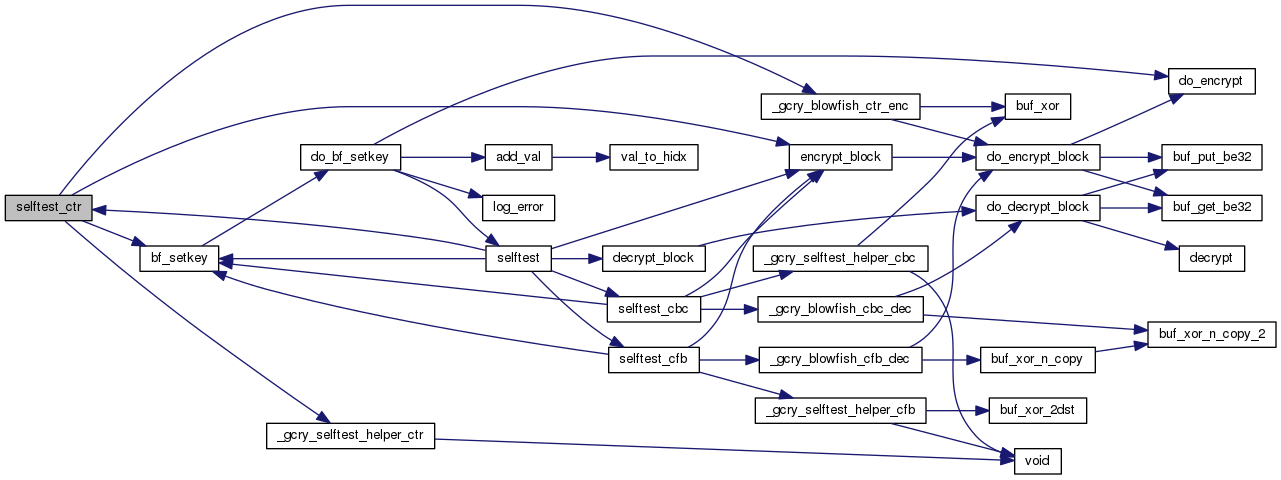 selftest_ctr
bf_setkey
_gcry_selftest_helper_ctr
do_bf_setkey
add_val
log_error
selftest
val_to_hidx
decrypt_block
selftest_cbc
selftest_cfb
_gcry_blowfish_ctr_enc
encrypt_block
_gcry_selftest_helper_cbc
_gcry_blowfish_cbc_dec
_gcry_blowfish_cfb_dec
_gcry_selftest_helper_cfb
buf_xor
do_encrypt_block
do_decrypt_block
buf_xor_n_copy
buf_xor_2dst
void
do_encrypt
buf_put_be32
buf_get_be32
decrypt
buf_xor_n_copy_2